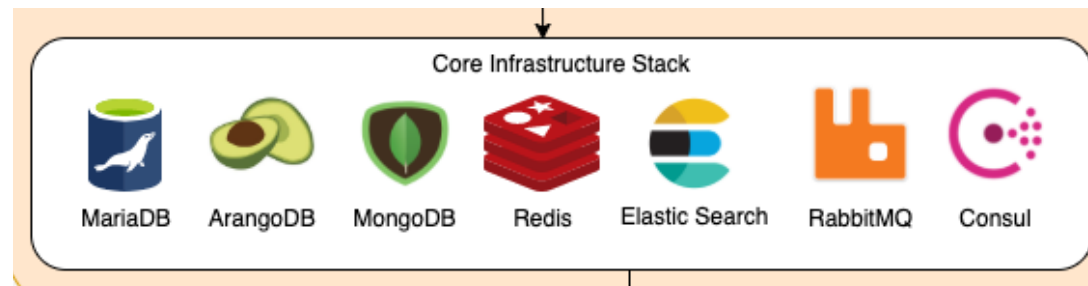 Core Infrastructure Stack
MariaDB ArangoDB MongoDB Redis Elastic Search RabbitMQ Consul